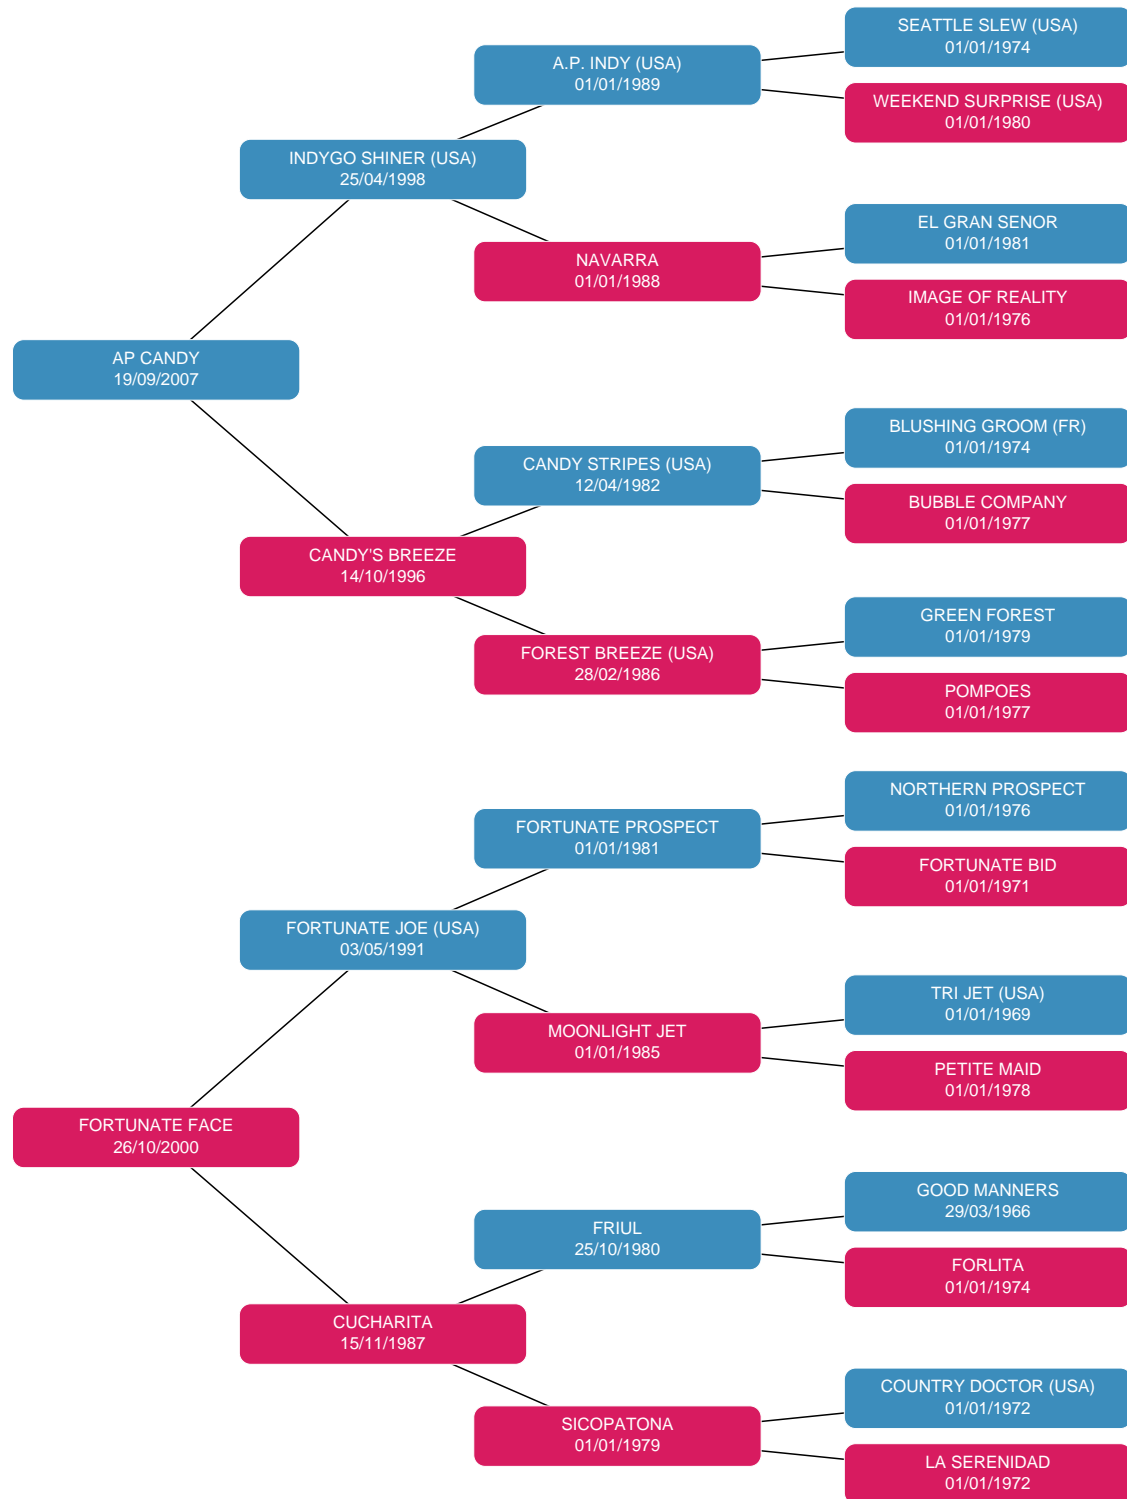 SEATTLE SLEW (USA)
01/01/1974
A.P. INDY (USA)
01/01/1989
WEEKEND SURPRISE (USA)
01/01/1980
INDYGO SHINER (USA)
25/04/1998
EL GRAN SENOR
01/01/1981
NAVARRA
01/01/1988
IMAGE OF REALITY
01/01/1976
AP CANDY
19/09/2007
BLUSHING GROOM (FR)
01/01/1974
CANDY STRIPES (USA)
12/04/1982
BUBBLE COMPANY
01/01/1977
CANDY'S BREEZE
14/10/1996
GREEN FOREST
01/01/1979
FOREST BREEZE (USA)
28/02/1986
POMPOES
01/01/1977
NORTHERN PROSPECT
01/01/1976
FORTUNATE PROSPECT
01/01/1981
FORTUNATE BID
01/01/1971
FORTUNATE JOE (USA)
03/05/1991
TRI JET (USA)
01/01/1969
MOONLIGHT JET
01/01/1985
PETITE MAID
01/01/1978
FORTUNATE FACE
26/10/2000
GOOD MANNERS
29/03/1966
FRIUL
25/10/1980
FORLITA
01/01/1974
CUCHARITA
15/11/1987
COUNTRY DOCTOR (USA)
01/01/1972
SICOPATONA
01/01/1979
LA SERENIDAD
01/01/1972